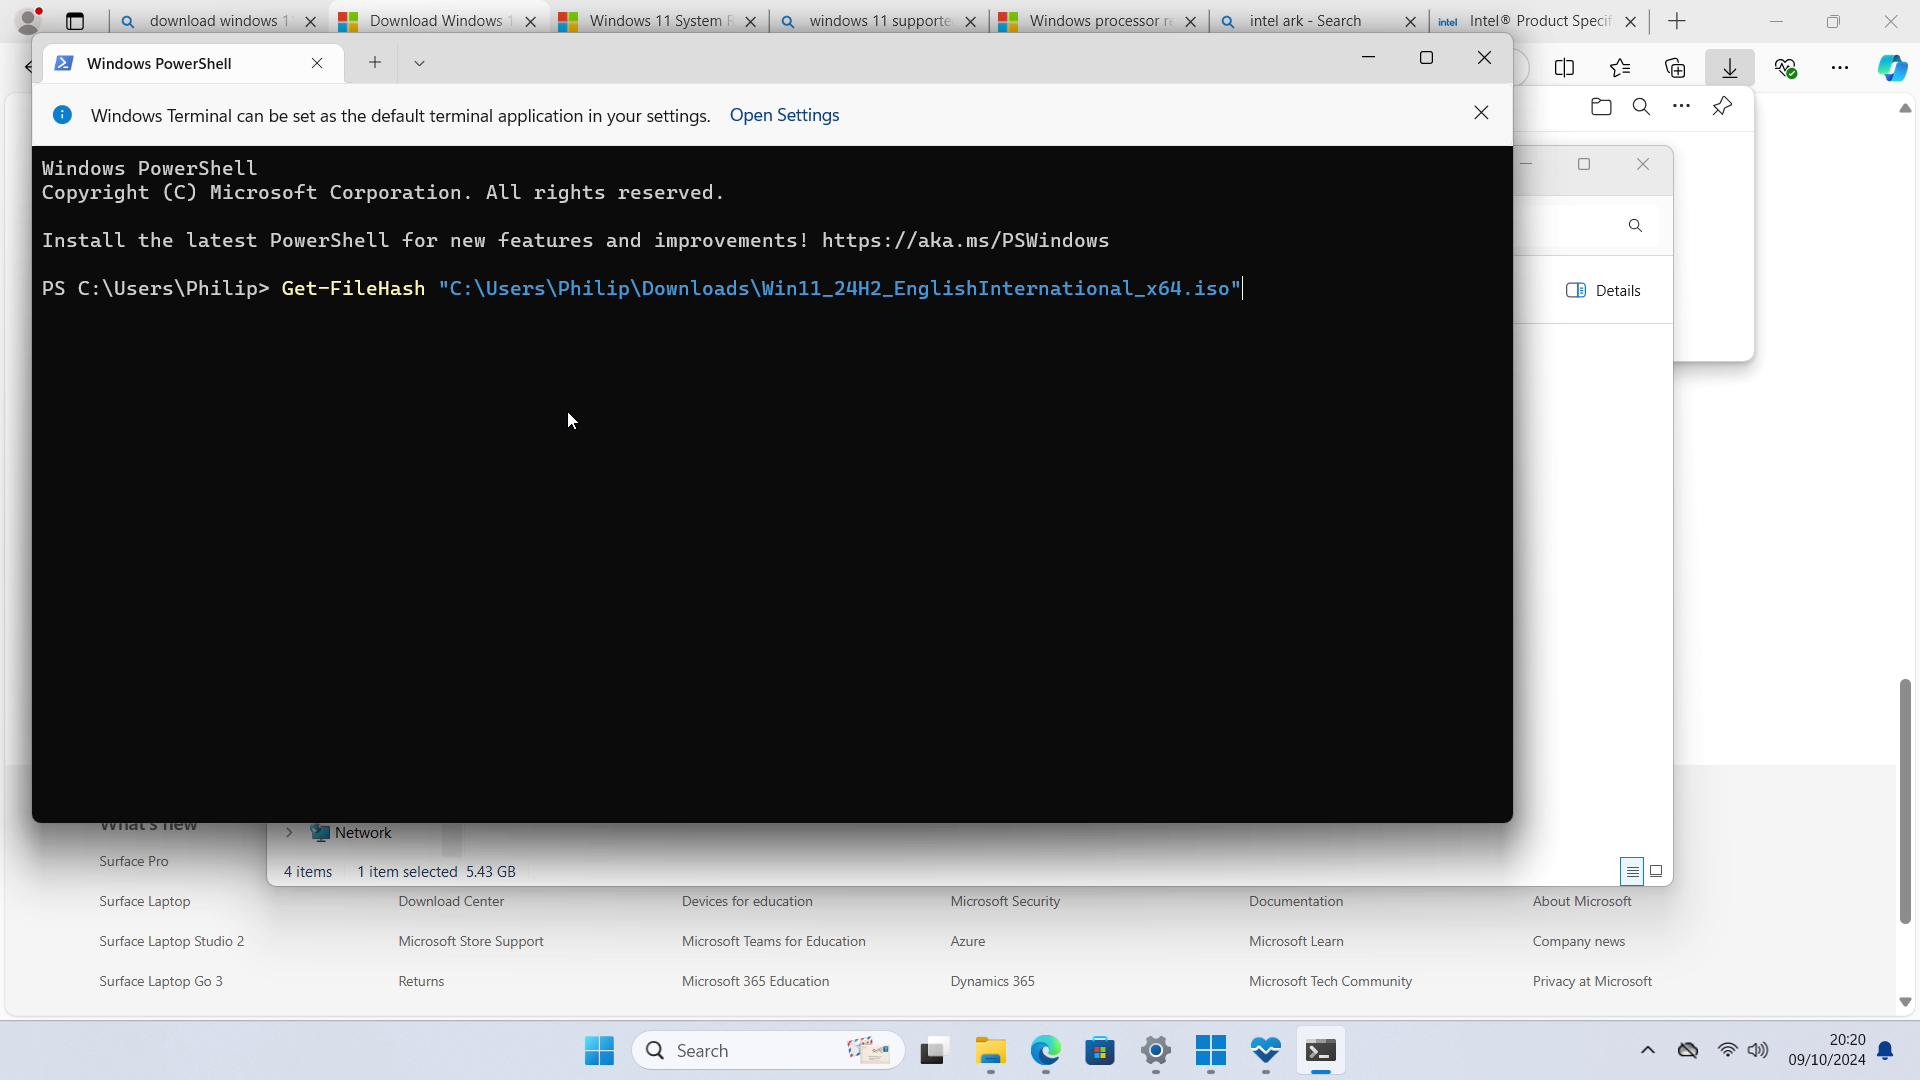 download windows 1
Download Windows 1
Windows 11 System R
windows 11 supporte
Windows processor re
intel ark - Search
intel
Intel® Product Specif
Windows PowerShell
Windows Terminal can be set as the default terminal application in your settings. Open Settings
Windows PowerShell
Copyright (C) Microsoft Corporation. All rights reserved.
Install the latest PowerShell for new features and improvements! https://aka.ms/PSWindows
PS C:\Users\Philip> Get-FileHash "C:\Users\Philip\Downloads\Win11_24H2_EnglishInternational_x64.iso"
Details
What's new
Network
Surface Pro
4 items 1 item selected 5.43 GB
Surface Laptop
Download Center
Devices for education
Microsoft Security
Documentation
About Microsoft
Surface Laptop Studio 2
Microsoft Store Support
Microsoft Teams for Education
Azure
Microsoft Learn
Company news
Surface Laptop Go 3
Returns
Microsoft 365 Education
Dynamics 365
Microsoft Tech Community
Privacy at Microsoft
Search
20:20
09/10/2024